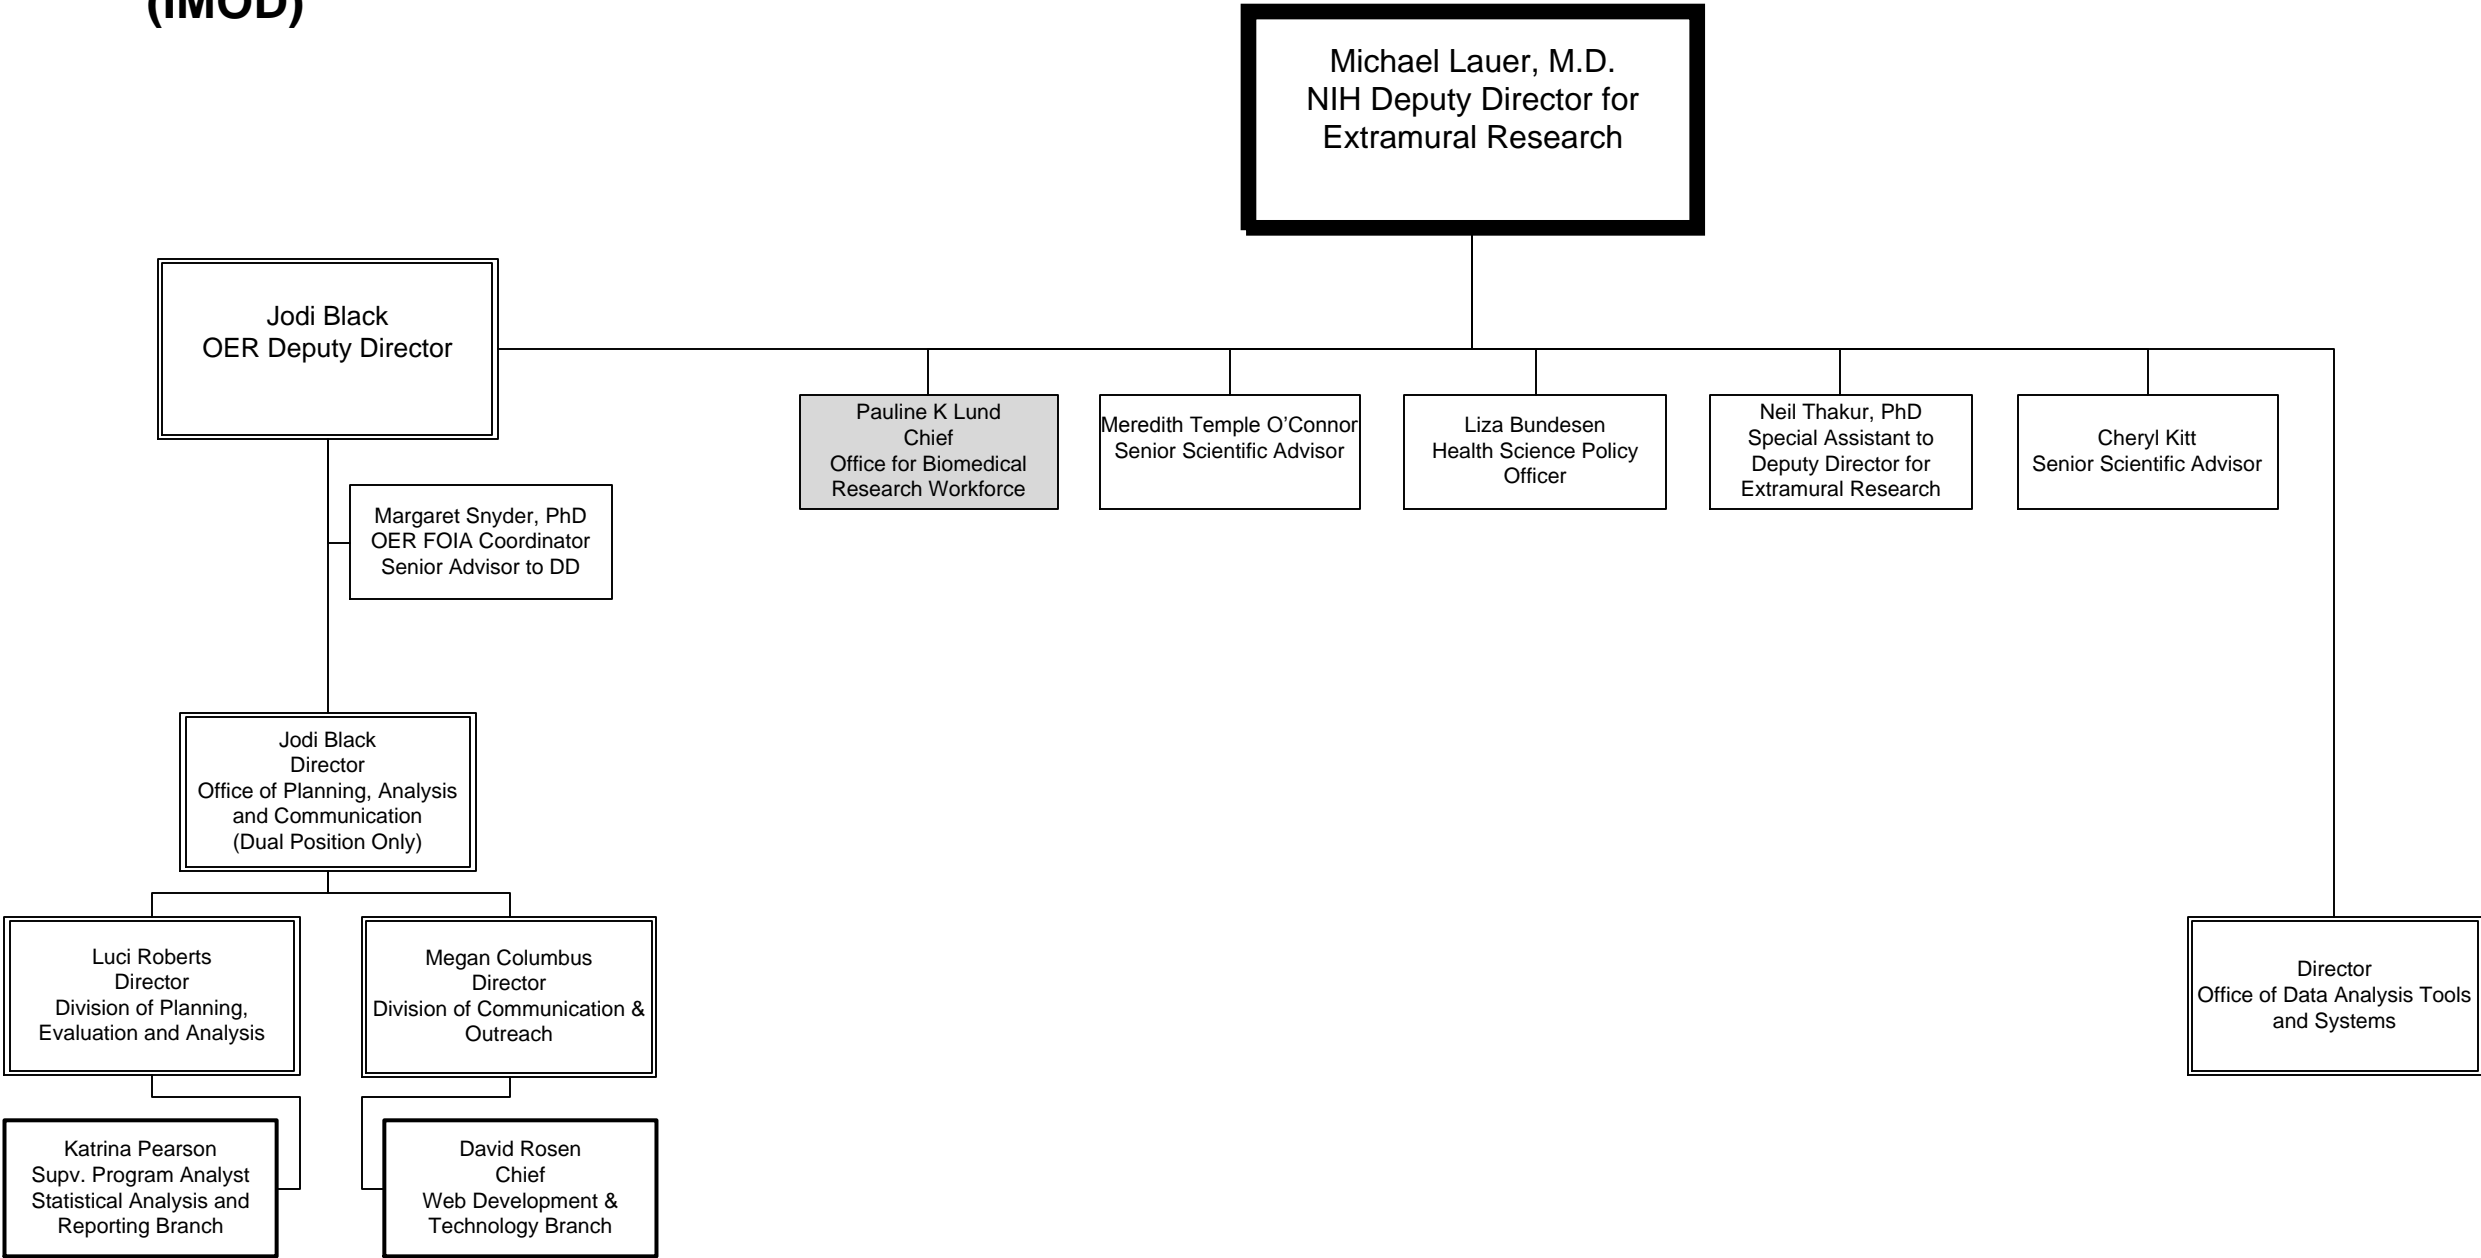 (IMOD)
Michael Lauer, M.D.
NIH Deputy Director for
Extramural Research
Jodi Black
OER Deputy Director
Pauline K Lund
Chief
Office for Biomedical
Research Workforce
Meredith Temple O’Connor
Senior Scientific Advisor
Liza Bundesen
Health Science Policy
Officer
Neil Thakur, PhD
Special Assistant to
Deputy Director for
Extramural Research
Cheryl Kitt
Senior Scientific Advisor
Margaret Snyder, PhD
OER FOIA Coordinator
Senior Advisor to DD
Jodi Black
Director
Office of Planning, Analysis
and Communication
(Dual Position Only)
Luci Roberts
Director
Division of Planning,
Evaluation and Analysis
Megan Columbus
Director
Division of Communication &
Outreach
Director
Office of Data Analysis Tools
and Systems
Katrina Pearson
Supv. Program Analyst
Statistical Analysis and
Reporting Branch
David Rosen
Chief
Web Development &
Technology Branch